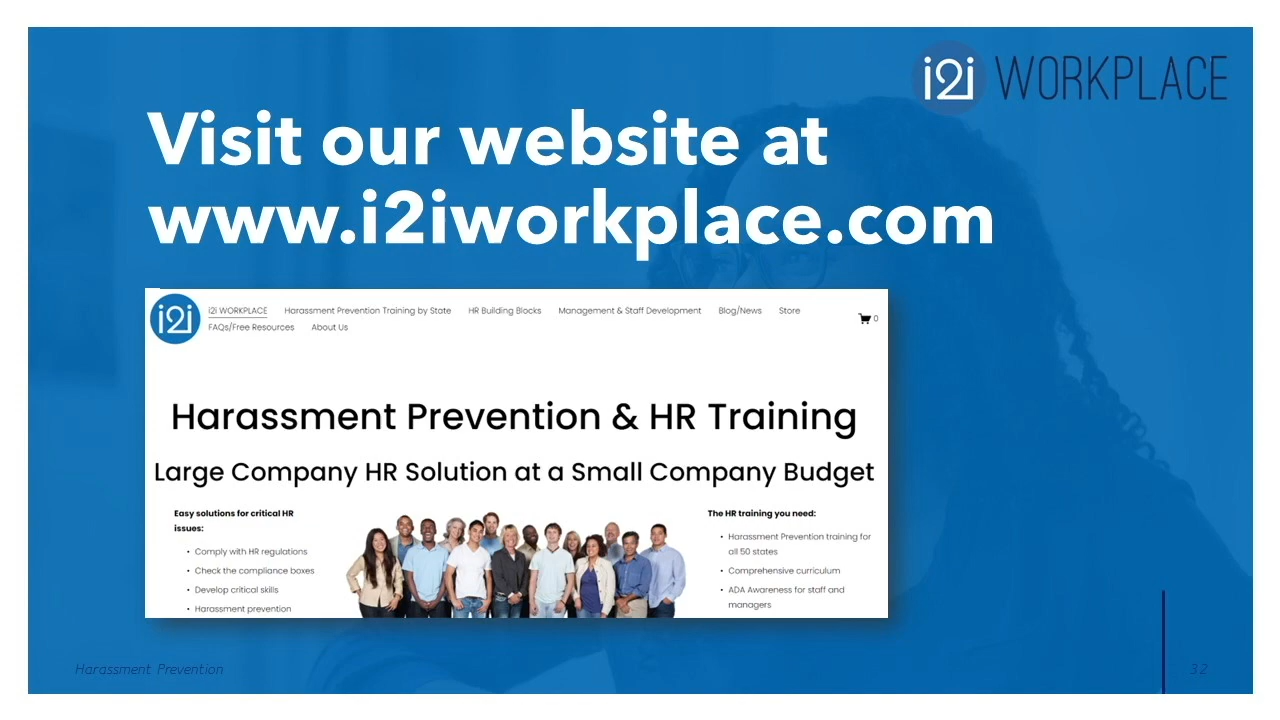 i2i WORKPLACE
Visit our website at
www.i2iworkplace.com
i2i
i2i WORKPLACE Harassment Prevention Training by State HR Building Blocks Management & Staff Development Blog/News Store
FAQs/Free Resources About Us
0
Harassment Prevention & HR Training
Large Company HR Solution at a Small Company Budget
Easy solutions for critical HR
issues:
• Comply with HR regulations
• Check the compliance boxes
• Develop critical skills
• Harassment prevention
The HR training you need:
• Harassment Prevention training for
all 50 states
• Comprehensive curriculum
• ADA Awareness for staff and
managers
Harassment Prevention
32